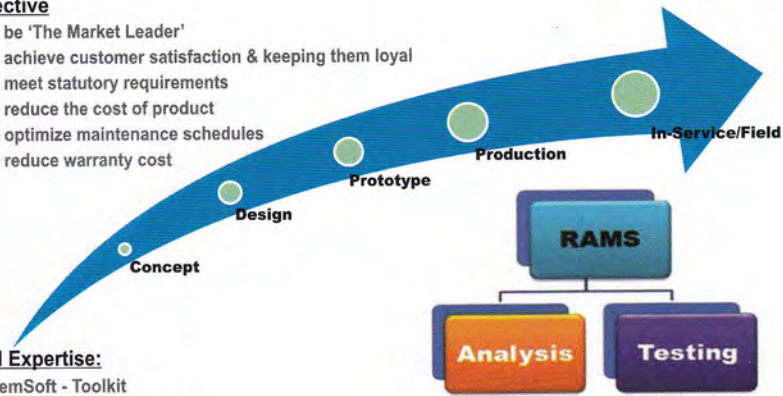 ective
be ‘The Market Leader’
achieve customer satisfaction & keeping them loyal
meet statutory requirements
reduce the cost of product
optimize maintenance schedules
reduce warranty cost
Concept
Design
Prototype
Production
In-Service/Field
RAMS
Analysis
Testing
Expertise:
emSoft - Toolkit